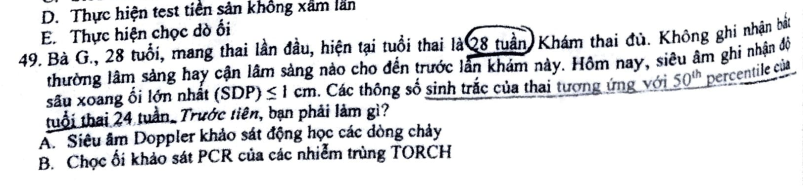 D. Thực hiện test tiền sản không xâm lấn
E. Thực hiện chọc dò ối
49. Bà G., 28 tuổi, mang thai lần đầu, hiện tại tuổi thai là 28 tuần. Khám thai đủ. Không ghi nhận bất
thường lâm sàng hay cận lâm sàng nào cho đến trước lần khám này. Hôm nay, siêu âm ghi nhận độ
sâu xoang ối lớn nhất (SDP) ≤ 1 cm. Các thông số sinh trắc của thai tương ứng với 50th percentile của
tuổi thai 24 tuần. Trước tiên, bạn phải làm gì?
A. Siêu âm Doppler khảo sát động học các dòng chảy
B. Chọc ối khảo sát PCR của các nhiễm trùng TORCH